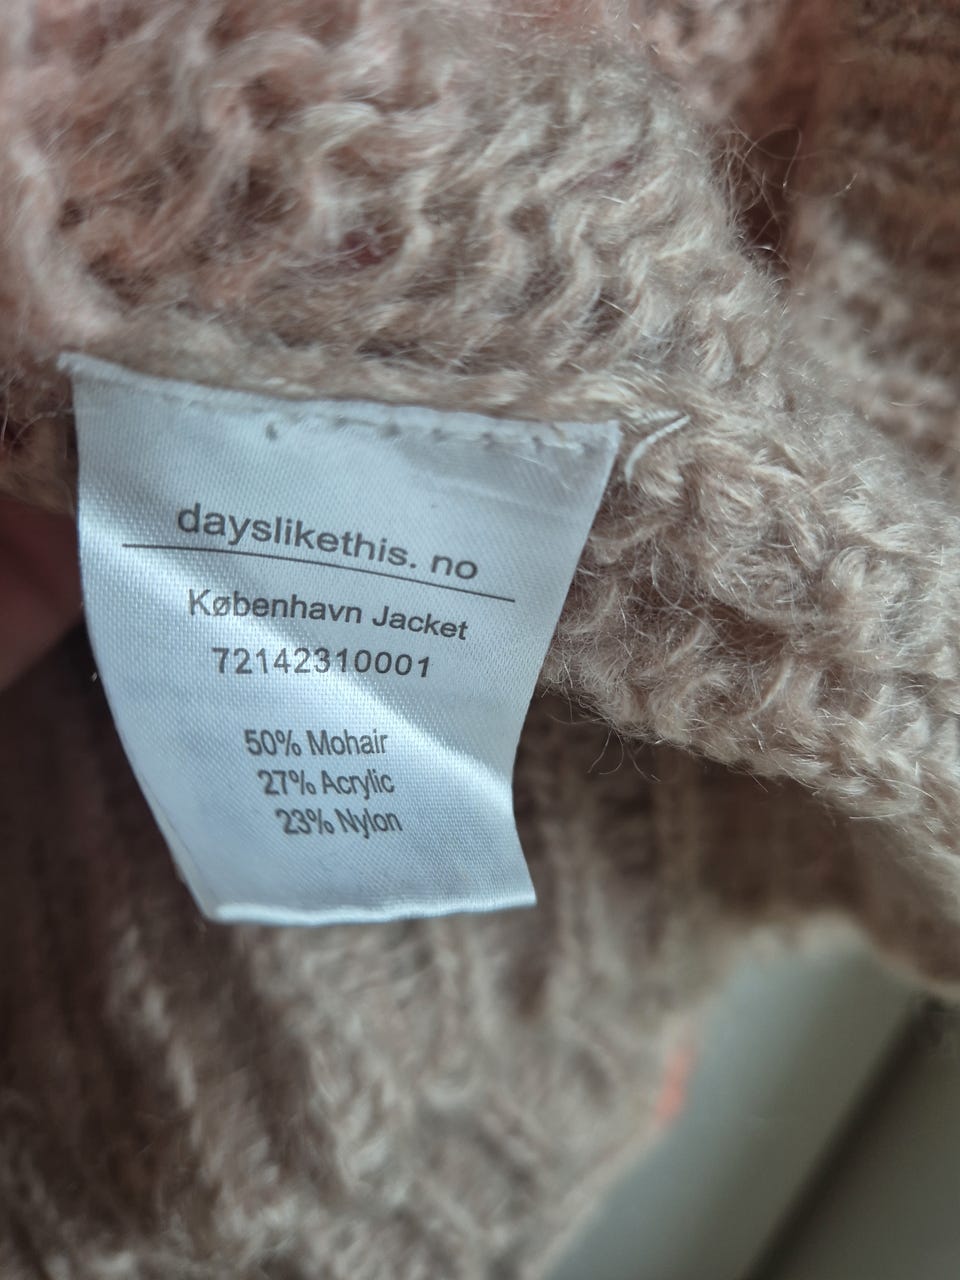 dayslikethis. no
København Jacket
72142310001
50% Mohair
27% Acrylic
23% Nylon